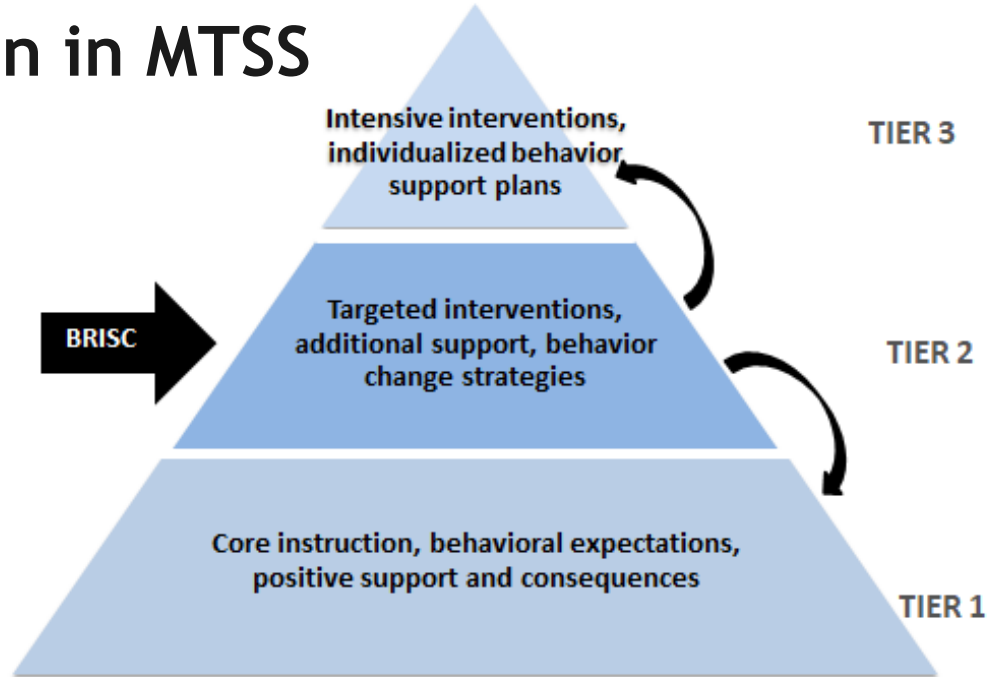 n in MTSS
Intensive interventions,
individualized behavior
support plans
TIER 3
BRISC
Targeted interventions,
additional support, behavior
change strategies
TIER 2
Core instruction, behavioral expectations,
positive support and consequences
TIER 1